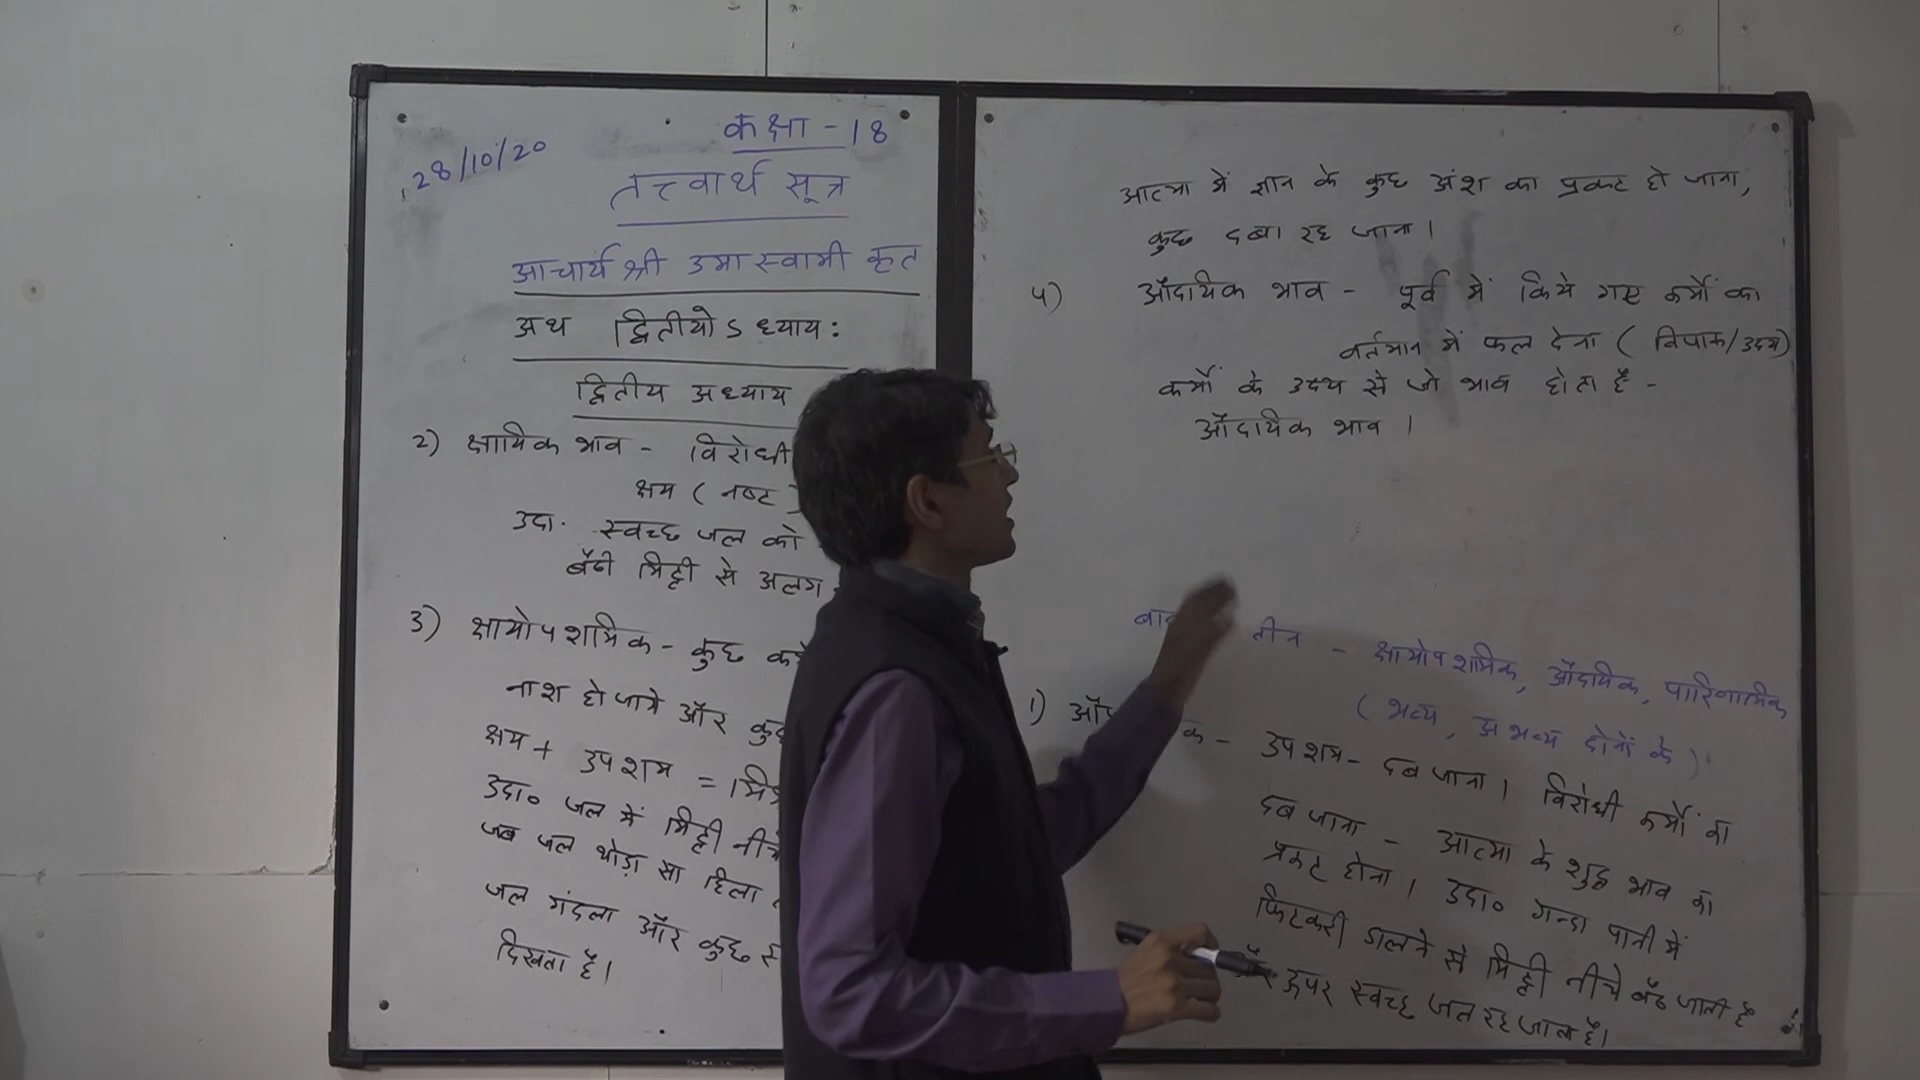 कक्षा - 18
28/10/20
तत्त्वार्थ सूत्र
आचार्य श्री उमास्वामी कृत
अथ द्वितीयोऽध्याय:
द्वितीय अध्याय
2) क्षायिक भाव - विरोधी
क्षय ( नष्ट )
उदा. स्वच्छ जल को
बैठी मिट्टी से अलग
3) क्षायोपशमिक - कुछ
नाश हो जाये और कुछ
क्षय + उपशम =
उदा० जल में मिट्टी नीचे
जब जल थोड़ा सा हिला
जल गंदला और कुछ
दिखता है।
आत्मा में ज्ञान के कुछ अंश का प्रकट हो जाना,
कुछ दबा रह जाना।
4) औदायिक भाव - पूर्व में किये गए कर्मों का
वर्तमान में फल देना ( विपाक/उदय)
कर्मों के उदय से जो भाव होता है -
औदायिक भाव ।
तीन - क्षायोपशमिक, औदायिक, पारिणामिक
( भव्य, अभव्य दोनों के )
1) - उपशम - दब जाना। विरोधी कर्मों का
दब जाना - आत्मा के शुद्ध भाव का
प्रकट होना। उदा० गन्दा पानी में
फिटकरी डालने से मिट्टी नीचे बैठ जाती है
ऊपर स्वच्छ जल रह जाता है।